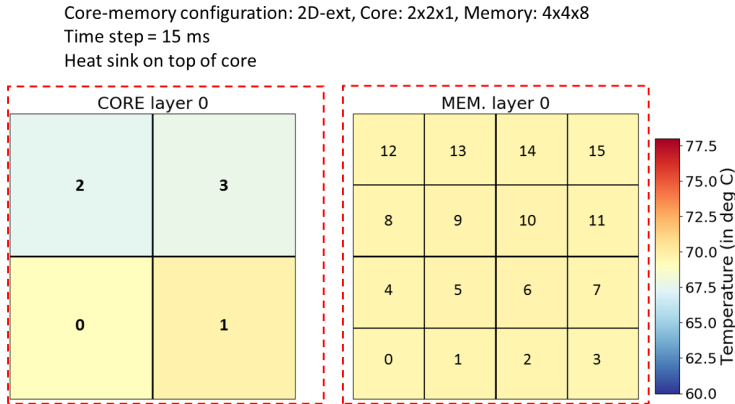 Core-memory configuration: 2D-ext, Core: 2x2x1, Memory: 4x4x8
Time step = 15 ms
Heat sink on top of core
CORE layer 0
2 3
0 1
MEM. layer 0
12 13 14 15
8 9 10 11
4 5 6 7
0 1 2 3
77.5
75.0
72.5
70.0
67.5
65.0
62.5
60.0
Temperature (in deg C)